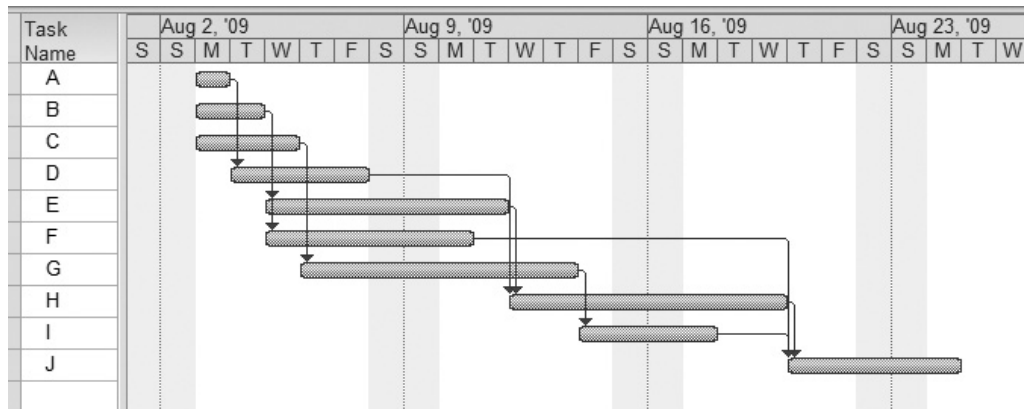 Task Name
Aug 2, '09 Aug 9, '09 Aug 16, '09 Aug 23, '09
S S M T W T F S S M T W T F S S M T W T F S S M T W
A
B
C
D
E
F
G
H
I
J